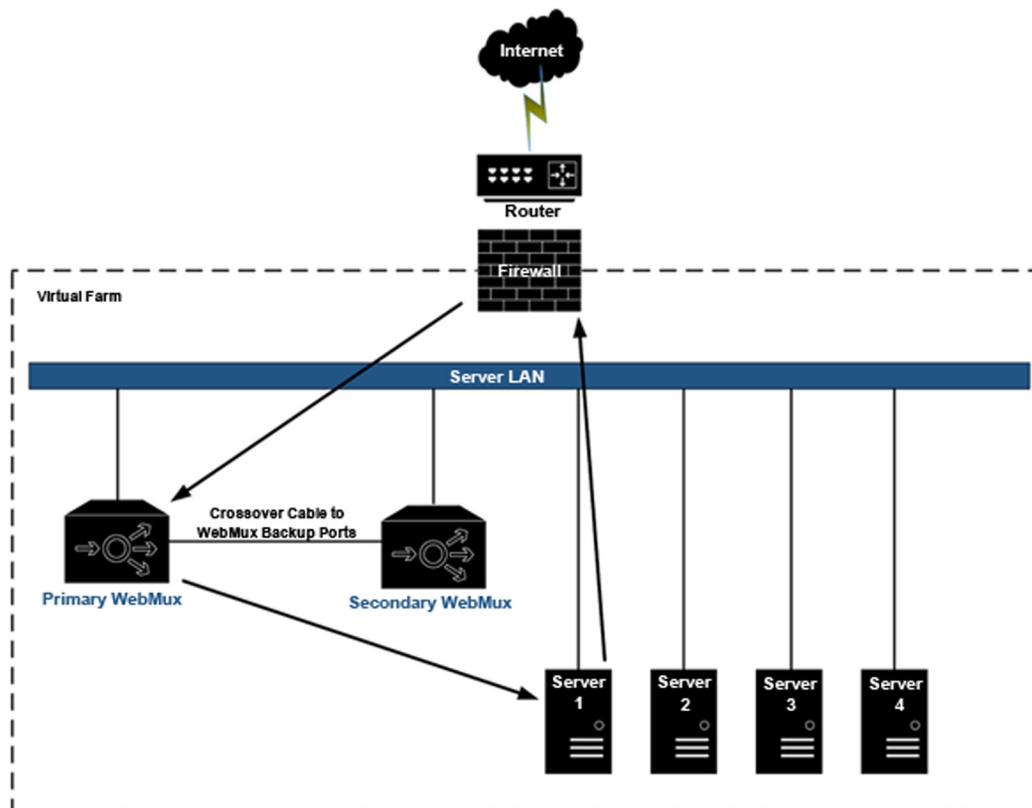 Internet
Router
Firewall
Virtual Farm
Server LAN
Crossover Cable to
WebMux Backup Ports
Primary WebMux
Secondary WebMux
Server
1
Server
2
Server
3
Server
4